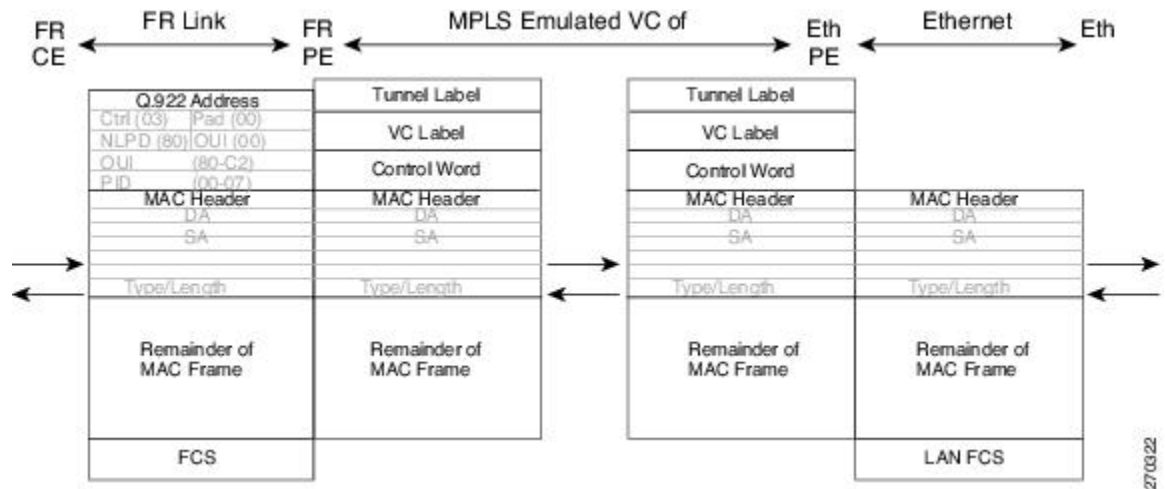 FR CE
FR Link
FR PE
MPLS Emulated VC of
Eth PE
Ethernet
Eth
Q.922 Address
Ctrl (03) Pad (00)
NLPD (80) OUI (00)
OUI (80-C2)
PID (00-07)
MAC Header
DA
SA
Type/Length
Remainder of
MAC Frame
FCS
Tunnel Label
VC Label
Control Word
MAC Header
DA
SA
Type/Length
Remainder of
MAC Frame
Tunnel Label
VC Label
Control Word
MAC Header
DA
SA
Type/Length
Remainder of
MAC Frame
MAC Header
DA
SA
Type/Length
Remainder of
MAC Frame
LAN FCS
270322